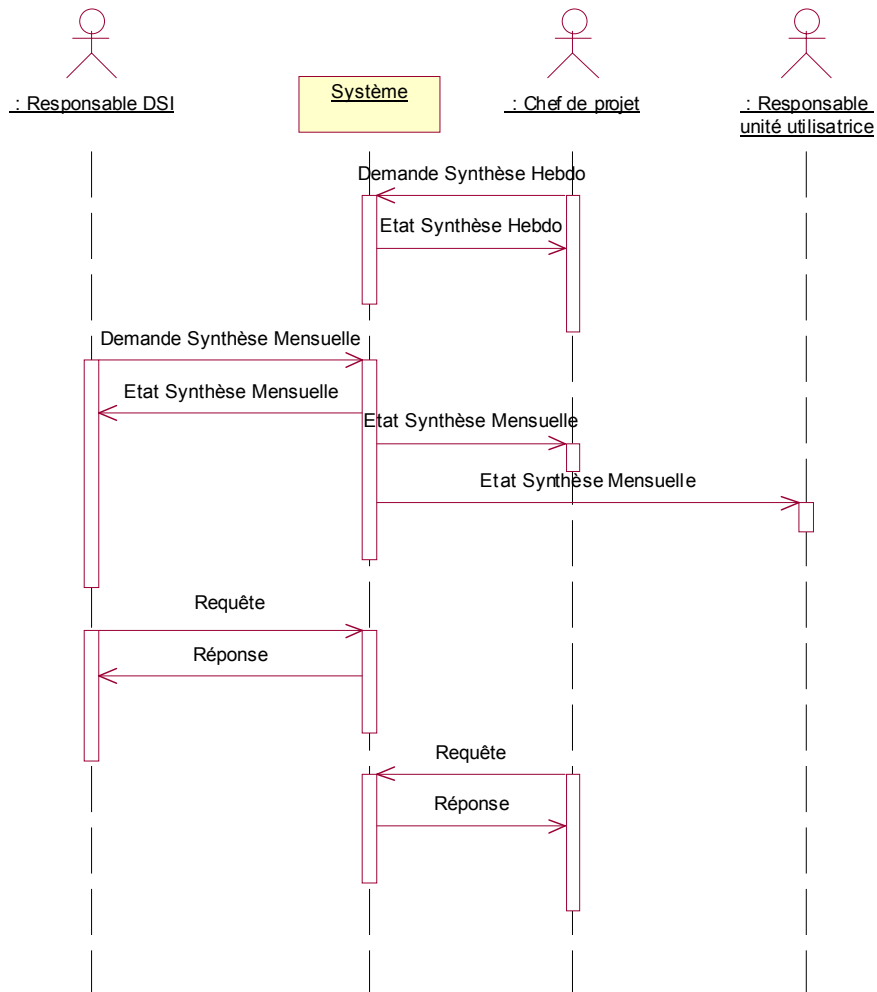 : Responsable DSI
Système
: Chef de projet
: Responsable
unité utilisatrice
Demande Synthèse Hebdo
Etat Synthèse Hebdo
Demande Synthèse Mensuelle
Etat Synthèse Mensuelle
Etat Synthèse Mensuelle
Etat Synthèse Mensuelle
Requête
Réponse
Requête
Réponse